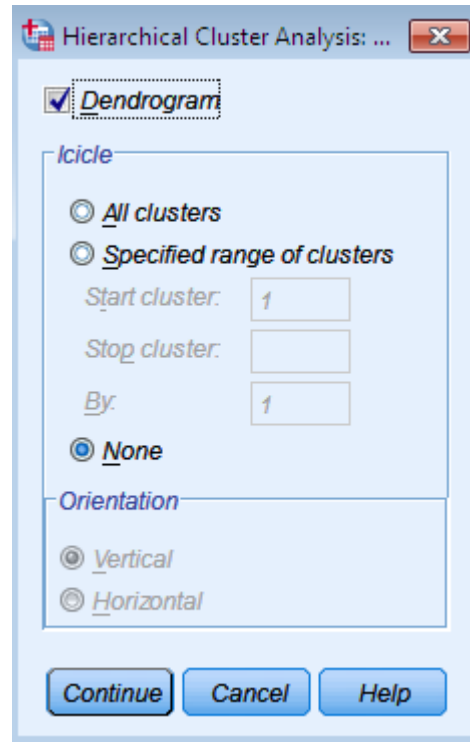 Hierarchical Cluster Analysis: ...
Dendrogram
Icicle
All clusters
Specified range of clusters
Start cluster: 1
Stop cluster:
By: 1
None
Orientation
Vertical
Horizontal
Continue Cancel Help